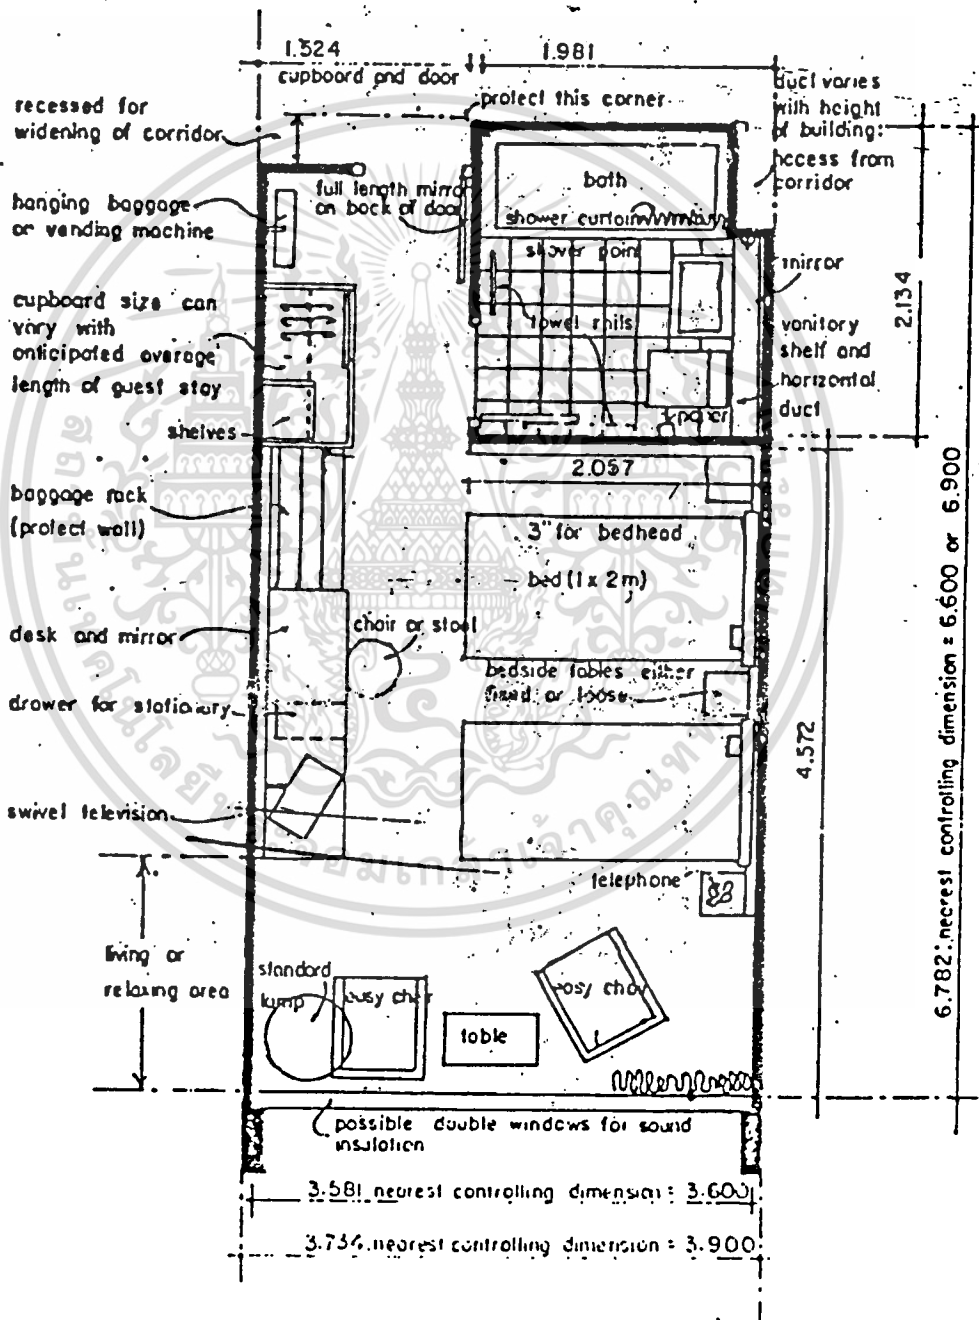 1.524
1.981
cupboard and door
duct varies
with height
of building:
access from
corridor
protect this corner
recessed for
widening of corridor
full length mirror
on back of door
bath
shower curtain
hanging baggage
or vending machine
shower point
mirror
cupboard size can
vary with
anticipated average
length of guest stay
towel rails
vanitory
shelf and
horizontal
duct
2.134
shelves
paper
2.057
baggage rack
(protect wall)
3" for bedhead
bed (1 x 2 m)
desk and mirror
chair or stool
bedside tables either
fixed or loose
drawer for stationary
4.572
6.782: nearest controlling dimension = 6.600 or 6.900
swivel television
telephone
living or
relaxing area
standard
lamp
easy chair
easy chair
table
possible double windows for sound
insulation
3.581 nearest controlling dimension = 3.600
3.734 nearest controlling dimension = 3.900